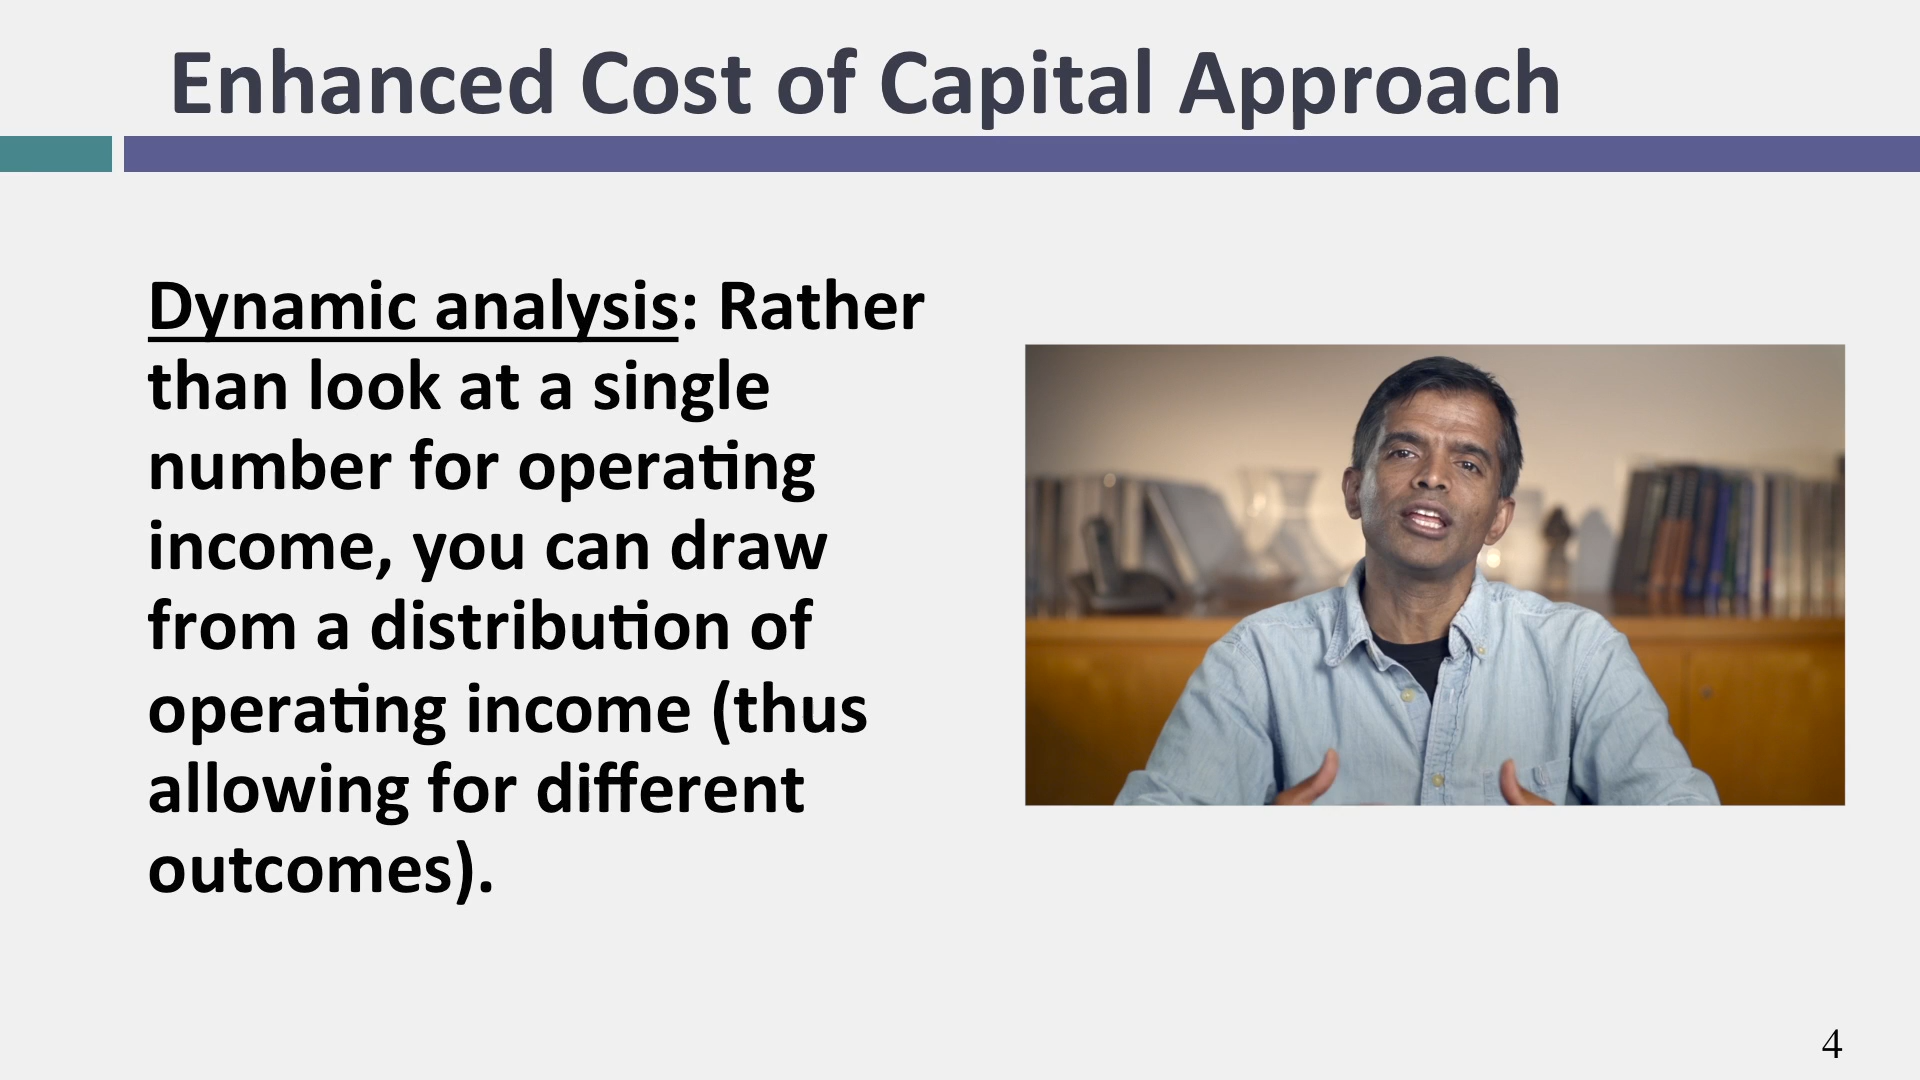 Enhanced Cost of Capital Approach
Dynamic analysis: Rather
than look at a single
number for operating
income, you can draw
from a distribution of
operating income (thus
allowing for different
outcomes).
4